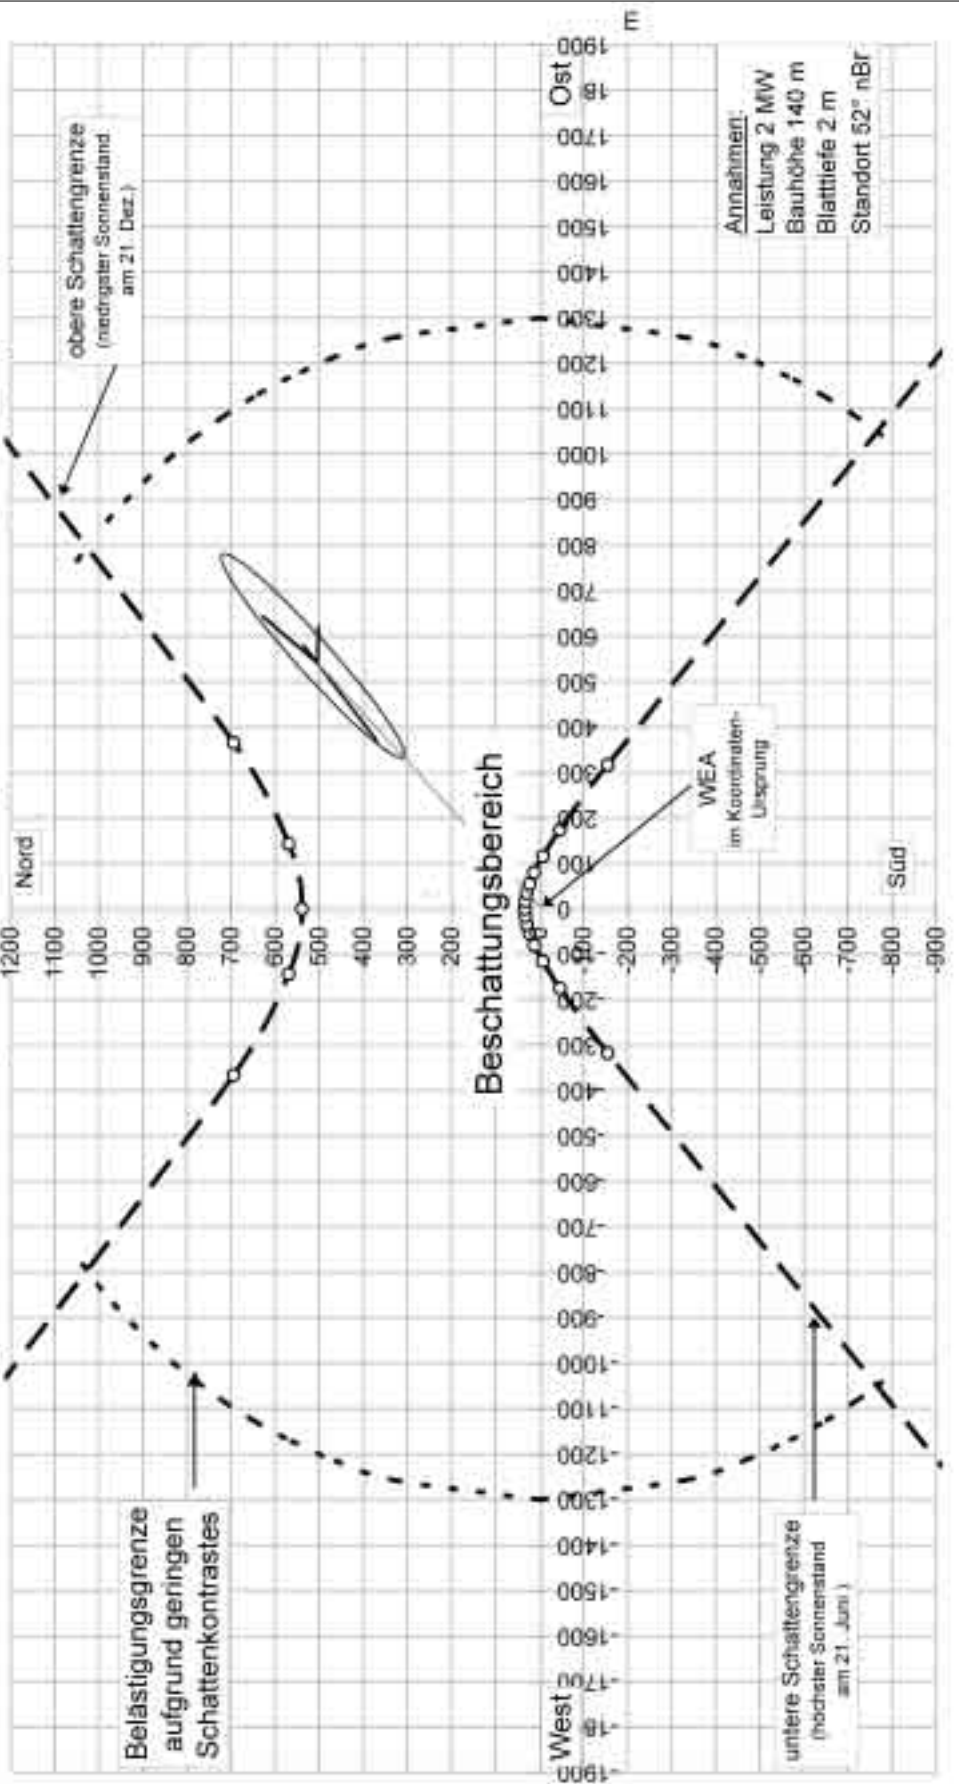 Nord
1200
1000
900
800
700
600
500
400
300
200
obere Schattengrenze
(niedrigster Sonnenstand
am 21. Dez.)
Belästigungsgrenze
aufgrund geringen
Schattenkontrastes
Beschattungsbereich
West
Ost
m
-1900
-18
-1700
-1600
-1500
-1400
-1300
-1200
-1100
-1000
-900
-800
-700
-600
-500
-400
-300
-200
-100
0
100
200
300
400
500
600
700
800
900
1000
1100
1200
1300
1400
1500
1600
1700
18
1900
-200
-300
-400
-500
-600
-700
-800
-900
WEA
im Koordinaten-
Ursprung
untere Schattengrenze
(höchster Sonnenstand
am 21. Juni)
Annahmen:
Leistung 2 MW
Bauhöhe 140 m
Blatttiefe 2 m
Standort 52° nBr
Süd